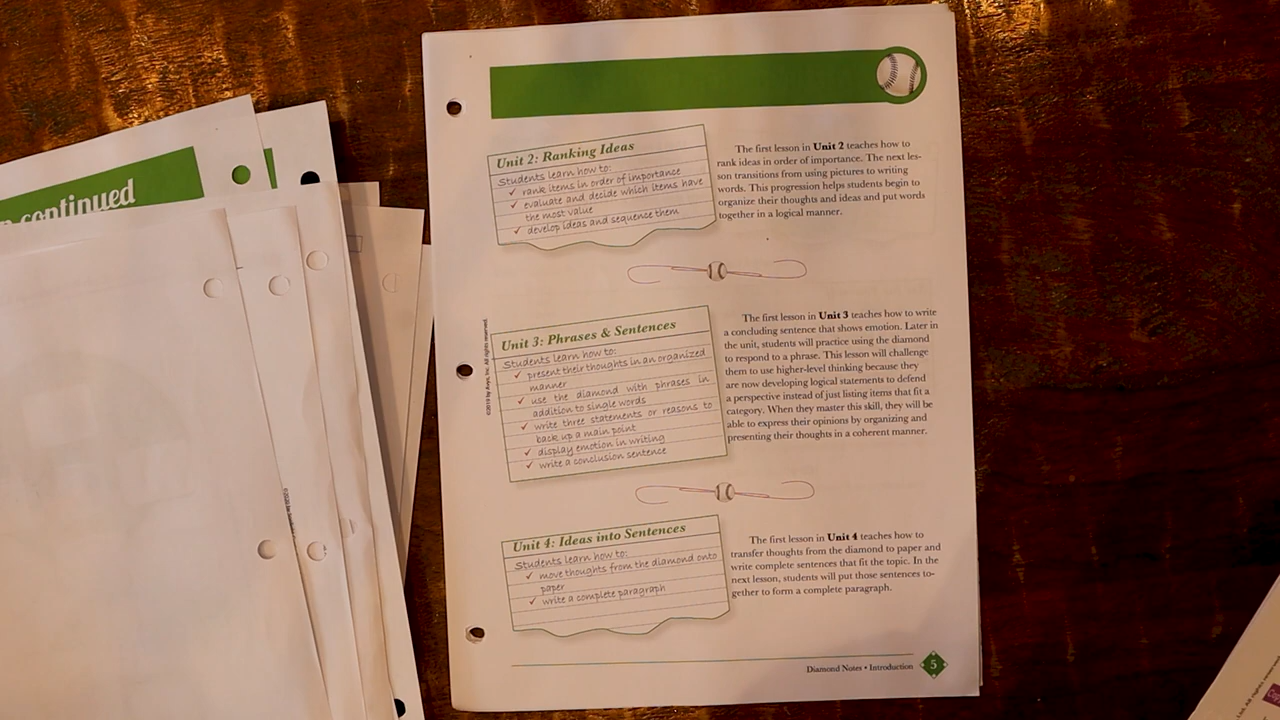 continued
Unit 2: Ranking Ideas
Students learn how to:
✓ rank items in order of importance
✓ evaluate and decide which items have
the most value
✓ develop ideas and sequence them
The first lesson in Unit 2 teaches how to
rank ideas in order of importance. The next les-
son transitions from using pictures to writing
words. This progression helps students begin to
organize their thoughts and ideas and put words
together in a logical manner.
Unit 3: Phrases & Sentences
Students learn how to:
✓ present their thoughts in an organized
manner
✓ use the diamond with phrases in
addition to single words
✓ write three statements or reasons to
back up a main point
✓ display emotion in writing
✓ write a conclusion sentence
The first lesson in Unit 3 teaches how to write
a concluding sentence that shows emotion. Later in
the unit, students will practice using the diamond
to respond to a phrase. This lesson will challenge
them to use higher-level thinking because they
are now developing logical statements to defend
a perspective instead of just listing items that fit a
category. When they master this skill, they will be
able to express their opinions by organizing and
presenting their thoughts in a coherent manner.
Unit 4: Ideas into Sentences
Students learn how to:
✓ move thoughts from the diamond onto
paper
✓ write a complete paragraph
The first lesson in Unit 4 teaches how to
transfer thoughts from the diamond to paper and
write complete sentences that fit the topic. In the
next lesson, students will put those sentences to-
gether to form a complete paragraph.
Inc. All rights reserved.
Diamond Notes • Introduction 5